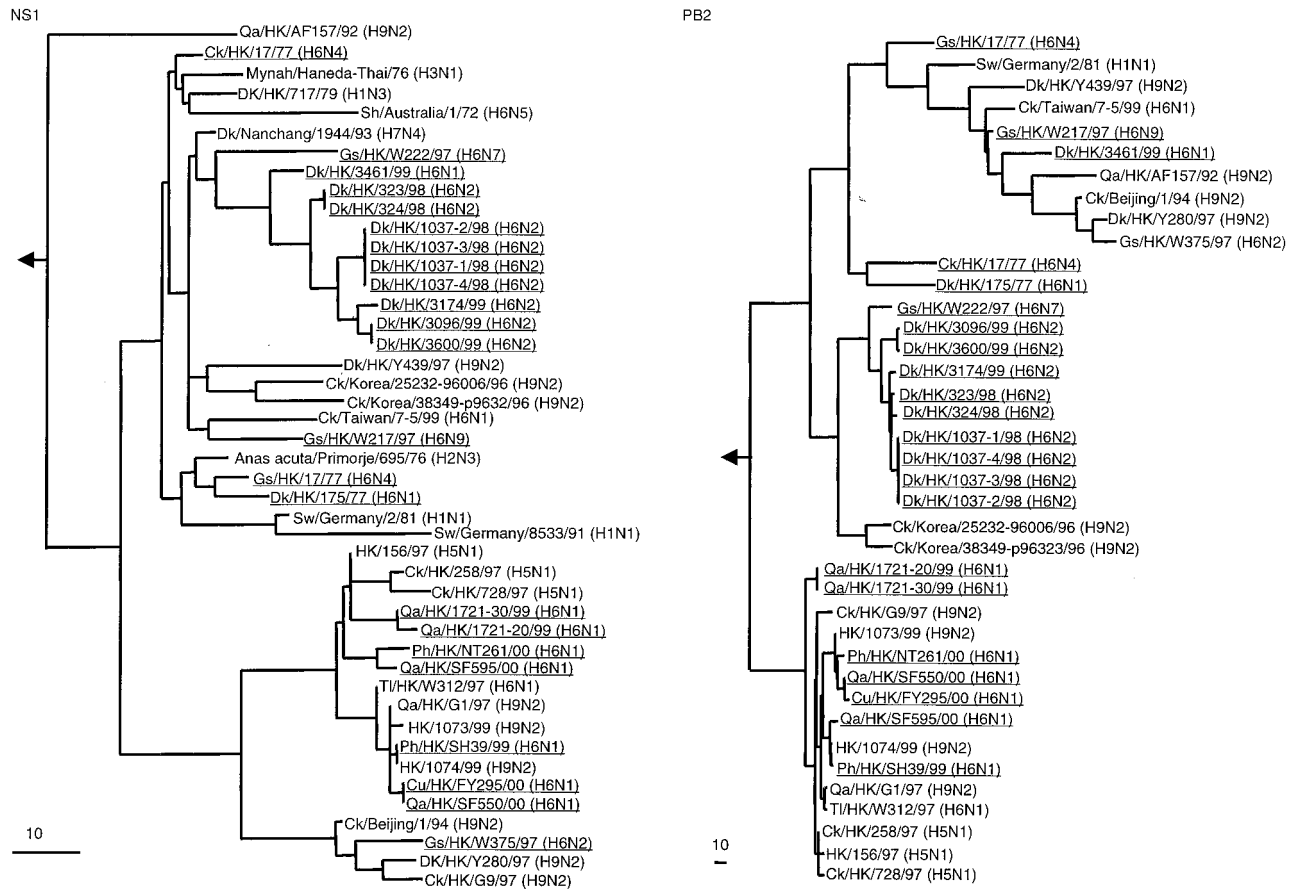 NS1
Qa/HK/AF157/92 (H9N2)
Ck/HK/17/77 (H6N4)
Mynah/Haneda-Thai/76 (H3N1)
DK/HK/717/79 (H1N3)
Sh/Australia/1/72 (H6N5)
Dk/Nanchang/1944/93 (H7N4)
Gs/HK/W222/97 (H6N7)
Dk/HK/3461/99 (H6N1)
Dk/HK/323/98 (H6N2)
Dk/HK/324/98 (H6N2)
Dk/HK/1037-2/98 (H6N2)
Dk/HK/1037-3/98 (H6N2)
Dk/HK/1037-1/98 (H6N2)
Dk/HK/1037-4/98 (H6N2)
Dk/HK/3174/99 (H6N2)
Dk/HK/3096/99 (H6N2)
Dk/HK/3600/99 (H6N2)
Dk/HK/Y439/97 (H9N2)
Ck/Korea/25232-96006/96 (H9N2)
Ck/Korea/38349-p9632/96 (H9N2)
Ck/Taiwan/7-5/99 (H6N1)
Gs/HK/W217/97 (H6N9)
Anas acuta/Primorje/695/76 (H2N3)
Gs/HK/17/77 (H6N4)
Dk/HK/175/77 (H6N1)
Sw/Germany/2/81 (H1N1)
Sw/Germany/8533/91 (H1N1)
HK/156/97 (H5N1)
Ck/HK/258/97 (H5N1)
Ck/HK/728/97 (H5N1)
Qa/HK/1721-30/99 (H6N1)
Qa/HK/1721-20/99 (H6N1)
Ph/HK/NT261/00 (H6N1)
Qa/HK/SF595/00 (H6N1)
Tl/HK/W312/97 (H6N1)
Qa/HK/G1/97 (H9N2)
HK/1073/99 (H9N2)
Ph/HK/SH39/99 (H6N1)
HK/1074/99 (H9N2)
Cu/HK/FY295/00 (H6N1)
Qa/HK/SF550/00 (H6N1)
Ck/Beijing/1/94 (H9N2)
Gs/HK/W375/97 (H6N2)
DK/HK/Y280/97 (H9N2)
Ck/HK/G9/97 (H9N2)
10
PB2
Gs/HK/17/77 (H6N4)
Sw/Germany/2/81 (H1N1)
Dk/HK/Y439/97 (H9N2)
Ck/Taiwan/7-5/99 (H6N1)
Gs/HK/W217/97 (H6N9)
Dk/HK/3461/99 (H6N1)
Qa/HK/AF157/92 (H9N2)
Ck/Beijing/1/94 (H9N2)
Dk/HK/Y280/97 (H9N2)
Gs/HK/W375/97 (H6N2)
Ck/HK/17/77 (H6N4)
Dk/HK/175/77 (H6N1)
Gs/HK/W222/97 (H6N7)
Dk/HK/3096/99 (H6N2)
Dk/HK/3600/99 (H6N2)
Dk/HK/3174/99 (H6N2)
Dk/HK/323/98 (H6N2)
Dk/HK/324/98 (H6N2)
Dk/HK/1037-1/98 (H6N2)
Dk/HK/1037-4/98 (H6N2)
Dk/HK/1037-3/98 (H6N2)
Dk/HK/1037-2/98 (H6N2)
Ck/Korea/25232-96006/96 (H9N2)
Ck/Korea/38349-p96323/96 (H9N2)
Qa/HK/1721-20/99 (H6N1)
Qa/HK/1721-30/99 (H6N1)
Ck/HK/G9/97 (H9N2)
HK/1073/99 (H9N2)
Ph/HK/NT261/00 (H6N1)
Qa/HK/SF550/00 (H6N1)
Cu/HK/FY295/00 (H6N1)
Qa/HK/SF595/00 (H6N1)
HK/1074/99 (H9N2)
Ph/HK/SH39/99 (H6N1)
Qa/HK/G1/97 (H9N2)
Tl/HK/W312/97 (H6N1)
Ck/HK/258/97 (H5N1)
HK/156/97 (H5N1)
Ck/HK/728/97 (H5N1)
10